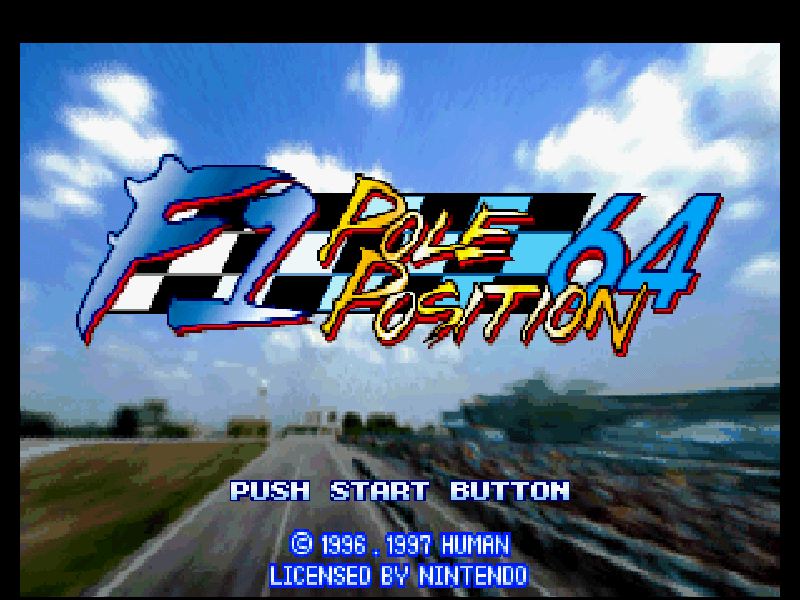 F1 POLE POSITION 64
PUSH START BUTTON
© 1996.1997 HUMAN
LICENSED BY NINTENDO